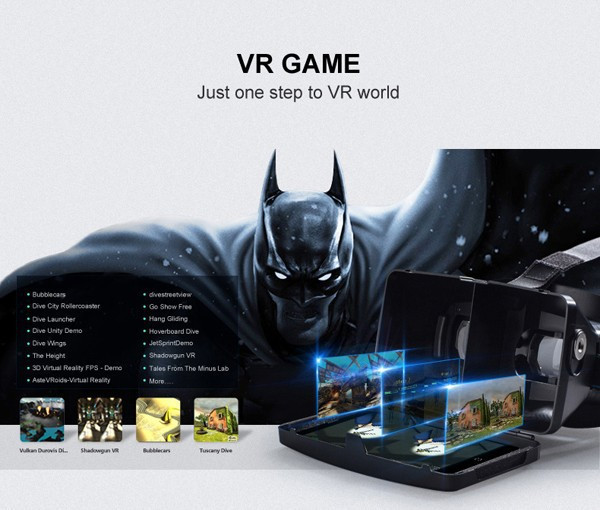 VR GAME
Just one step to VR world
Bubblecars
Dive City Rollercoaster
Dive Launcher
Dive Unity Demo
Dive Wings
The Height
3D Virtual Reality FPS - Demo
AsteVRoids-Virtual Reality
divestreetview
Go Show Free
Hang Gliding
Hoverboard Dive
JetSprintDemo
Shadowgun VR
Tales From The Minus Lab
More.....
Vulkan Durovis Di...
Shadowgun VR
Bubblecars
Tuscany Dive